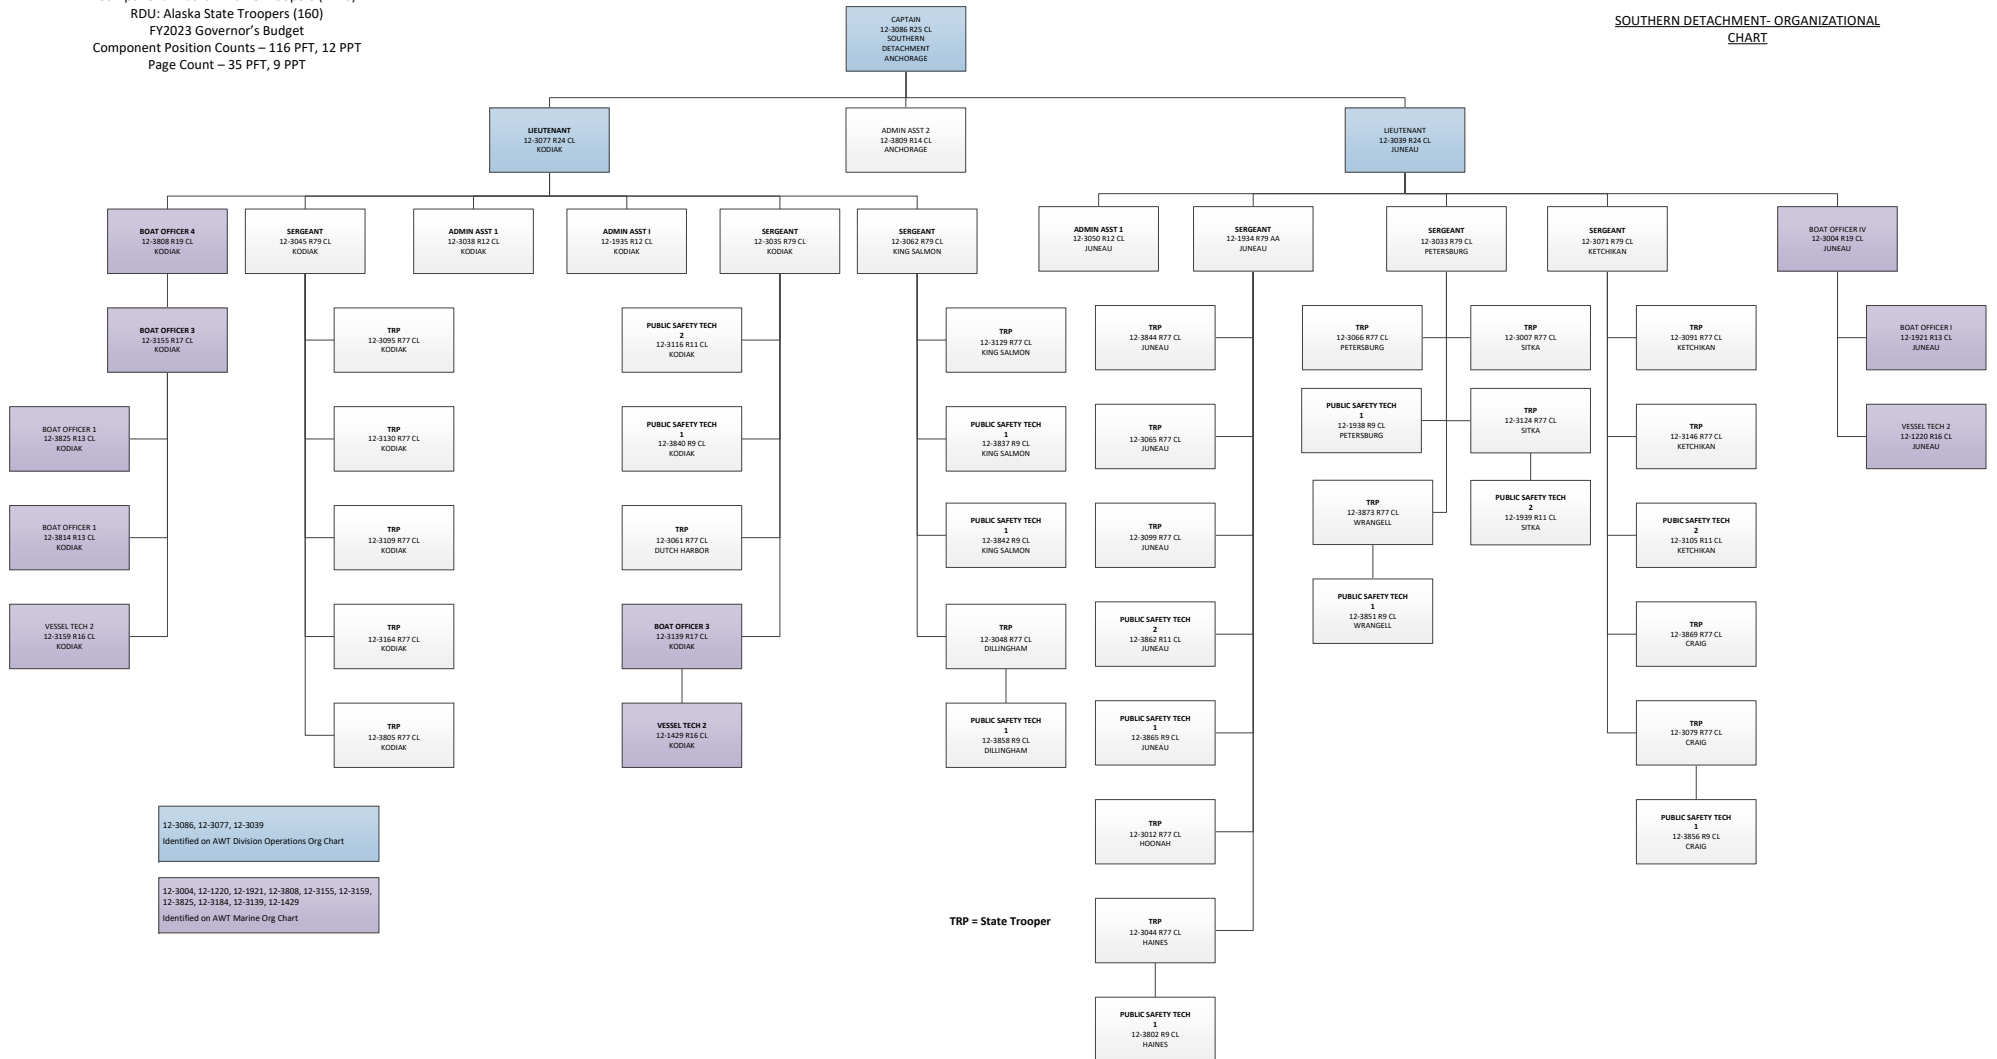 RDU: Alaska State Troopers (160)
FY2023 Governor's Budget
Component Position Counts – 116 PFT, 12 PPT
Page Count – 35 PFT, 9 PPT
SOUTHERN DETACHMENT- ORGANIZATIONAL
CHART
CAPTAIN
12-3086 R25 CL
SOUTHERN
DETACHMENT
ANCHORAGE
LIEUTENANT
12-3077 R24 CL
KODIAK
ADMIN ASST 2
12-3809 R14 CL
ANCHORAGE
LIEUTENANT
12-3039 R24 CL
JUNEAU
BOAT OFFICER 4
12-3808 R19 CL
KODIAK
SERGEANT
12-3045 R79 CL
KODIAK
ADMIN ASST 1
12-3038 R12 CL
KODIAK
ADMIN ASST I
12-1935 R12 CL
KODIAK
SERGEANT
12-3035 R79 CL
KODIAK
SERGEANT
12-3062 R79 CL
KING SALMON
ADMIN ASST 1
12-3050 R12 CL
JUNEAU
SERGEANT
12-1934 R79 AA
JUNEAU
SERGEANT
12-3033 R79 CL
PETERSBURG
SERGEANT
12-3071 R79 CL
KETCHIKAN
BOAT OFFICER IV
12-3004 R19 CL
JUNEAU
BOAT OFFICER 3
12-3155 R17 CL
KODIAK
BOAT OFFICER 1
12-3825 R13 CL
KODIAK
BOAT OFFICER 1
12-3814 R13 CL
KODIAK
VESSEL TECH 2
12-3159 R16 CL
KODIAK
TRP
12-3095 R77 CL
KODIAK
TRP
12-3130 R77 CL
KODIAK
TRP
12-3109 R77 CL
KODIAK
TRP
12-3164 R77 CL
KODIAK
TRP
12-3805 R77 CL
KODIAK
PUBLIC SAFETY TECH
2
12-3116 R11 CL
KODIAK
PUBLIC SAFETY TECH
1
12-3840 R9 CL
KODIAK
TRP
12-3061 R77 CL
DUTCH HARBOR
BOAT OFFICER 3
12-3139 R17 CL
KODIAK
VESSEL TECH 2
12-1429 R16 CL
KODIAK
TRP
12-3129 R77 CL
KING SALMON
PUBLIC SAFETY TECH
1
12-3837 R9 CL
KING SALMON
PUBLIC SAFETY TECH
1
12-3842 R9 CL
KING SALMON
TRP
12-3048 R77 CL
DILLINGHAM
PUBLIC SAFETY TECH
1
12-3858 R9 CL
DILLINGHAM
TRP
12-3844 R77 CL
JUNEAU
TRP
12-3065 R77 CL
JUNEAU
TRP
12-3099 R77 CL
JUNEAU
PUBLIC SAFETY TECH
2
12-3862 R11 CL
JUNEAU
PUBLIC SAFETY TECH
1
12-3865 R9 CL
JUNEAU
TRP
12-3012 R77 CL
HOONAH
TRP
12-3044 R77 CL
HAINES
PUBLIC SAFETY TECH
1
12-3802 R9 CL
HAINES
TRP
12-3066 R77 CL
PETERSBURG
PUBLIC SAFETY TECH
1
12-1938 R9 CL
PETERSBURG
TRP
12-3873 R77 CL
WRANGELL
PUBLIC SAFETY TECH
1
12-3851 R9 CL
WRANGELL
TRP
12-3007 R77 CL
SITKA
TRP
12-3124 R77 CL
SITKA
PUBLIC SAFETY TECH
2
12-1939 R11 CL
SITKA
TRP
12-3091 R77 CL
KETCHIKAN
TRP
12-3146 R77 CL
KETCHIKAN
PUBIC SAFETY TECH
2
12-3105 R11 CL
KETCHIKAN
TRP
12-3869 R77 CL
CRAIG
TRP
12-3079 R77 CL
CRAIG
PUBLIC SAFETY TECH
1
12-3856 R9 CL
CRAIG
BOAT OFFICER I
12-1921 R13 CL
JUNEAU
VESSEL TECH 2
12-1220 R16 CL
JUNEAU
12-3086, 12-3077, 12-3039
Identified on AWT Division Operations Org Chart
12-3004, 12-1220, 12-1921, 12-3808, 12-3155, 12-3159,
12-3825, 12-3184, 12-3139, 12-1429
Identified on AWT Marine Org Chart
TRP = State Trooper